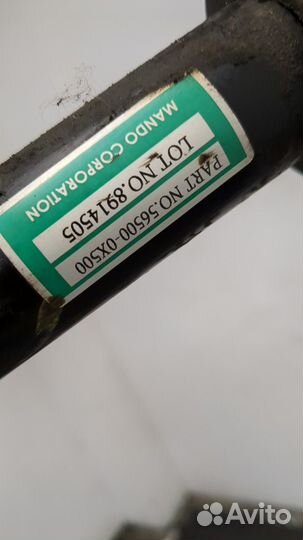 PART NO.56500-0X500
LOT NO.8914505
MANDO CORPORATION
Avito